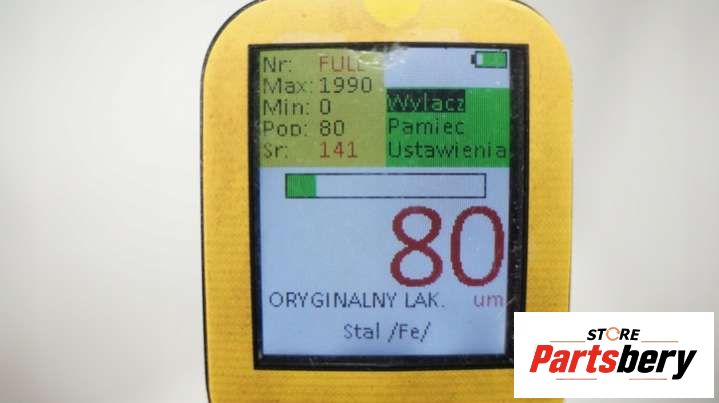 Nr: FULL
Max: 1990
Min: 0
Pop: 80
Sr: 141
Wylacz
Pamiec
Ustawienia
80
ORYGINALNY LAK. um
Stal /Fe/
STORE
Partsbery